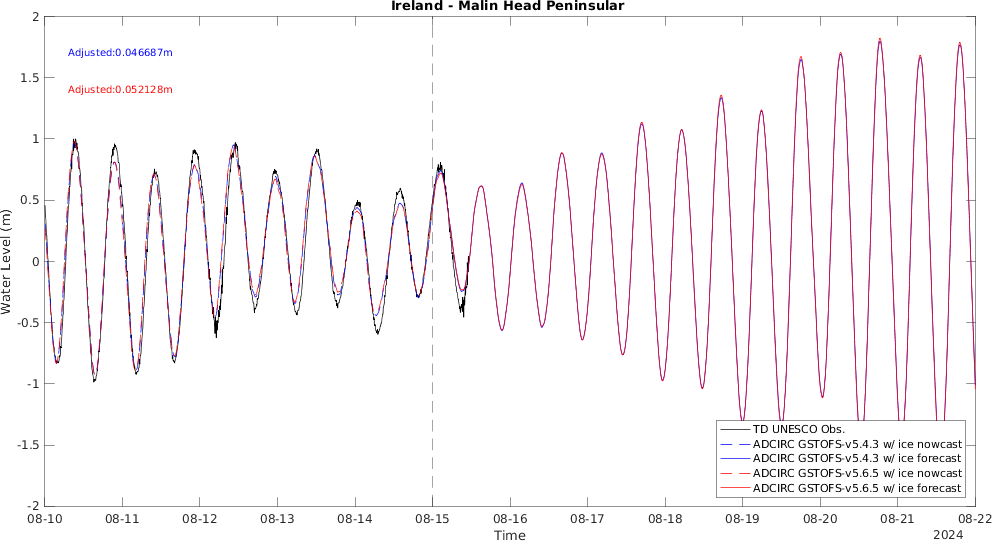 Ireland - Malin Head Peninsular
2
1.5
1
0.5
0
-0.5
-1
-1.5
-2
Water Level (m)
Adjusted:0.046687m
Adjusted:0.052128m
TD UNESCO Obs.
ADCIRC GSTOFS-v5.4.3 w/ ice nowcast
ADCIRC GSTOFS-v5.4.3 w/ ice forecast
ADCIRC GSTOFS-v5.6.5 w/ ice nowcast
ADCIRC GSTOFS-v5.6.5 w/ ice forecast
08-10 08-11 08-12 08-13 08-14 08-15 08-16 08-17 08-18 08-19 08-20 08-21 08-22
Time
2024